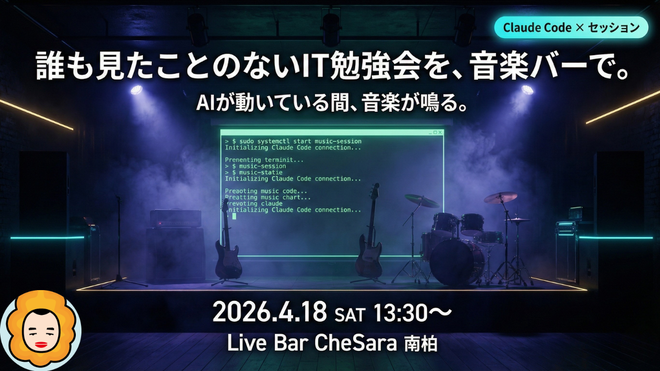 Claude Code × セッション
誰も見たことのないIT勉強会を、音楽バーで。
AIが動いている間、音楽が鳴る。
> $ sudo systemctl start music-session
Initializing Claude Code connection...
Prenenting terminit...
> $ music-session
> $ music-statie
Initializing Claude Code connection...
Prepoting music code...
Preatting music chart...
Prevoting claude
Initializing Claude Code connection...
2026.4.18 SAT 13:30〜
Live Bar CheSara 南柏